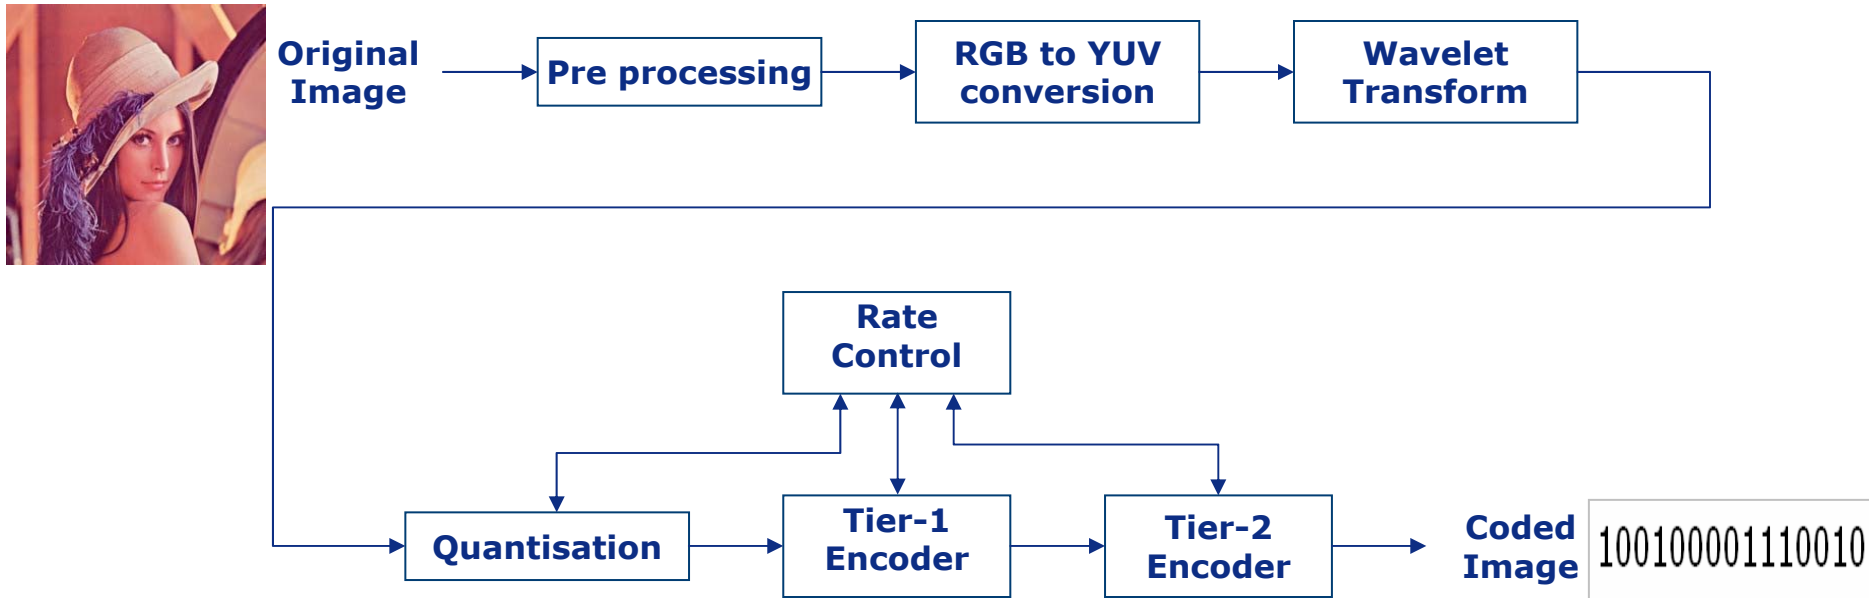 Original
Image
Pre processing
RGB to YUV
conversion
Wavelet
Transform
Rate
Control
Quantisation
Tier-1
Encoder
Tier-2
Encoder
Coded
Image
100100001110010